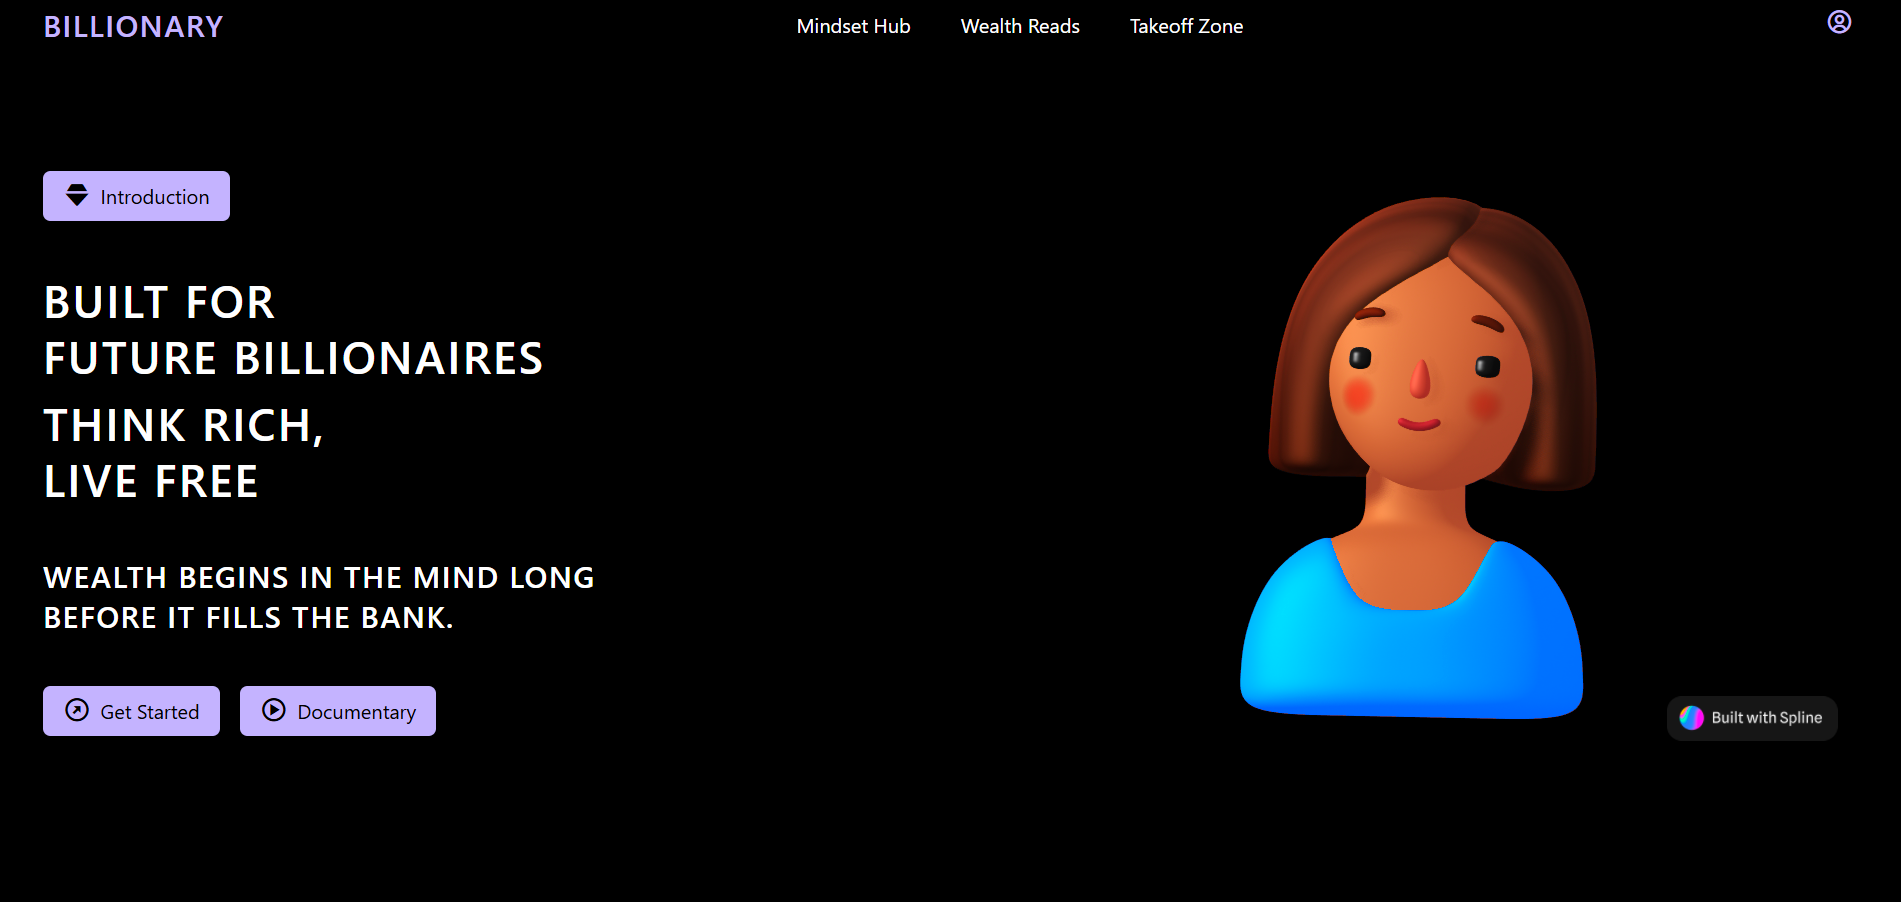 BILLIONARY
Mindset Hub
Wealth Reads
Takeoff Zone
Introduction
BUILT FOR
FUTURE BILLIONAIRES
THINK RICH,
LIVE FREE
WEALTH BEGINS IN THE MIND LONG
BEFORE IT FILLS THE BANK.
Get Started
Documentary
Built with Spline